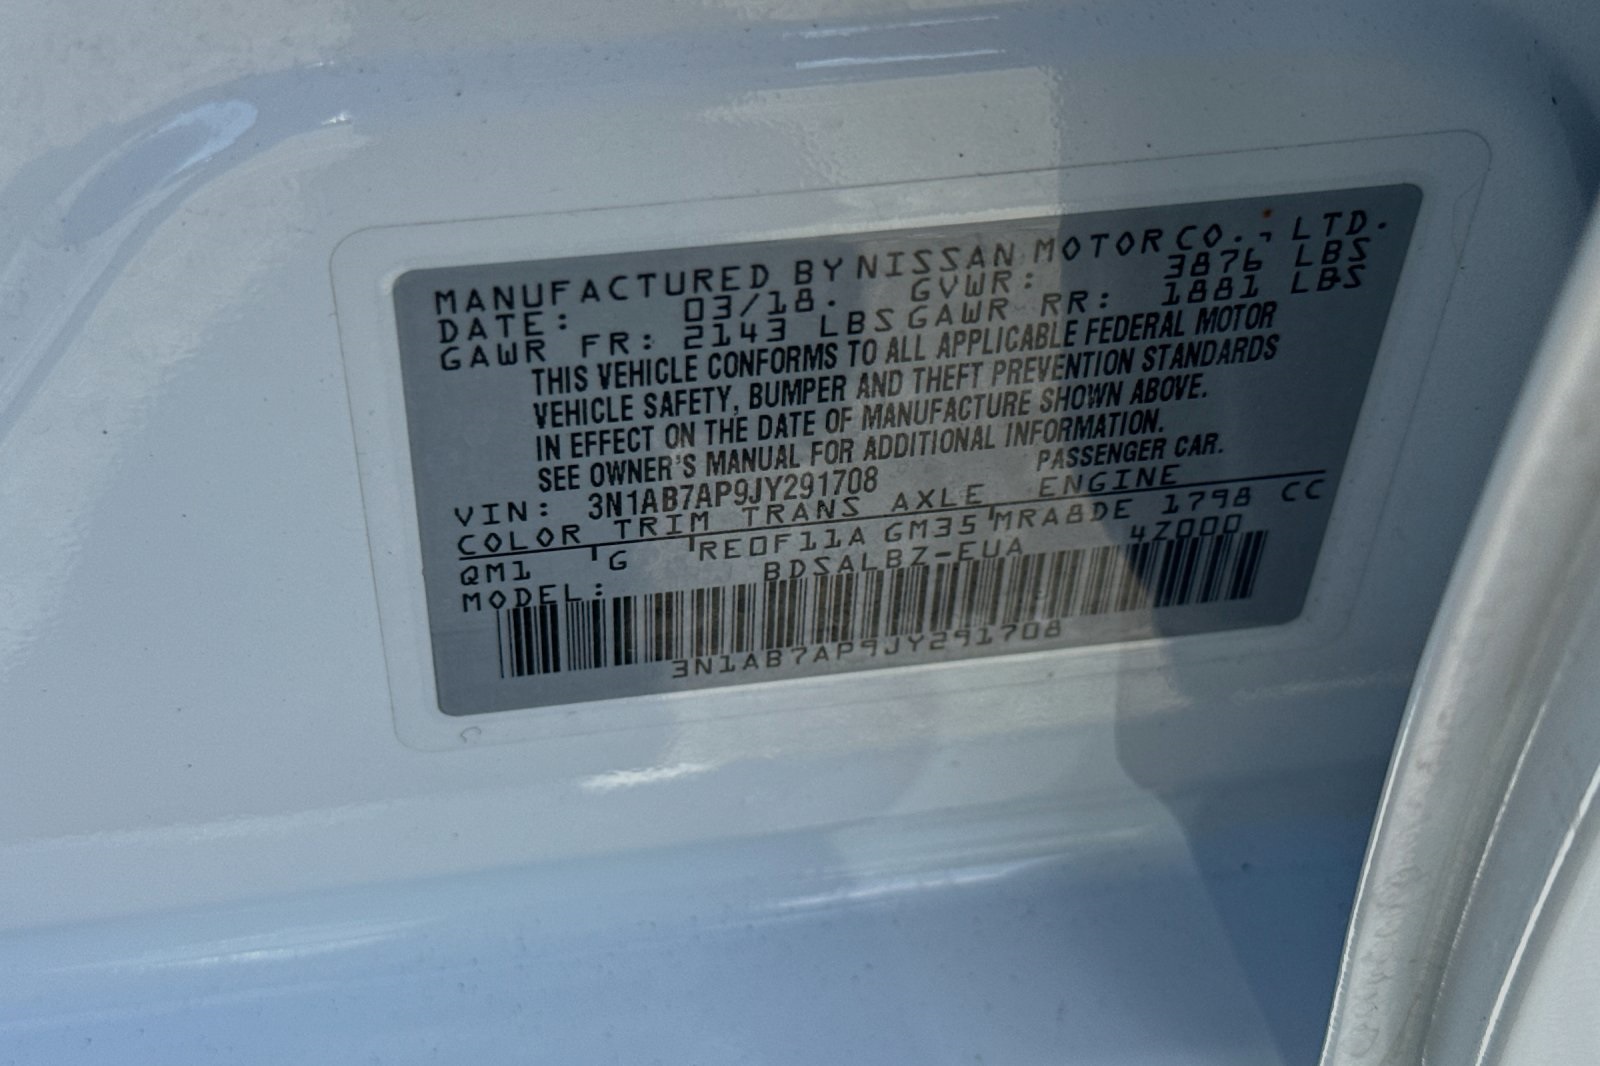 MANUFACTURED BY NISSAN MOTOR CO., LTD.
DATE: 03/18. GVWR: 3876 LBS
GAWR FR: 2143 LBS GAWR RR: 1881 LBS
THIS VEHICLE CONFORMS TO ALL APPLICABLE FEDERAL MOTOR
VEHICLE SAFETY, BUMPER AND THEFT PREVENTION STANDARDS
IN EFFECT ON THE DATE OF MANUFACTURE SHOWN ABOVE.
SEE OWNER'S MANUAL FOR ADDITIONAL INFORMATION.
VIN: 3N1AB7AP9JY291708 PASSENGER CAR.
COLOR TRIM TRANS AXLE ENGINE
QM1 G RE0F11A GM35 MRA8DE 1798 CC
MODEL: BDSALBZ-EUA 4Z000
3N1AB7AP9JY291708